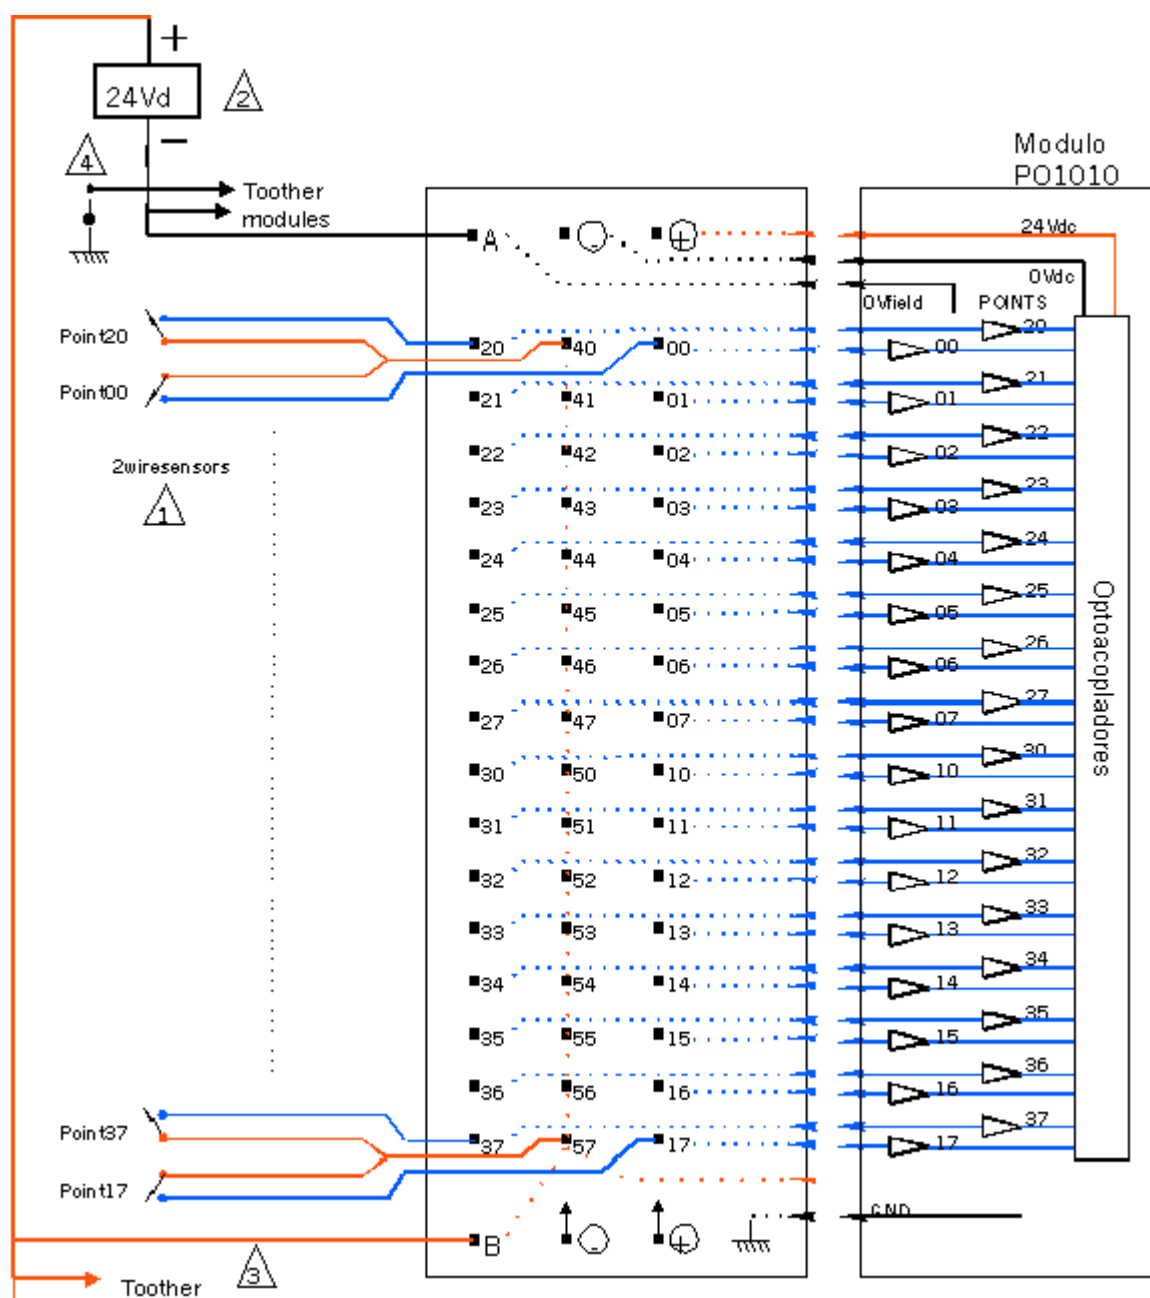 +
24Vd
2
−
4
Toother
modules
Modulo
PO1010
A
-
+
24Vdc
0Vdc
0Vfield
POINTS
Point20
Point00
20 40 00
20
00
21 41 01
21
01
2wiresensors
1
22 42 02
22
02
23 43 03
23
03
24 44 04
24
04
25 45 05
25
05
26 46 06
26
06
27 47 07
27
07
30 50 10
30
10
31 51 11
31
11
32 52 12
32
12
33 53 13
33
13
34 54 14
34
14
35 55 15
35
15
36 56 16
36
16
37 57 17
37
17
Optoacopladores
Point37
Point17
GND
B
-
+
3
Toother